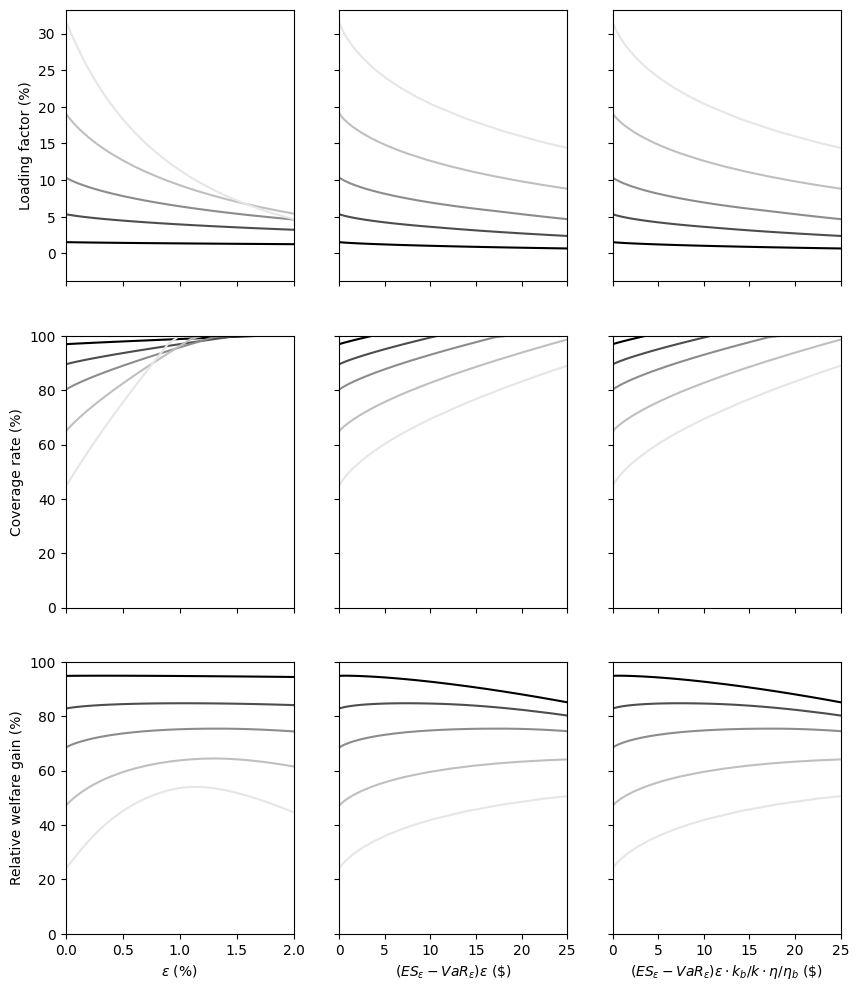 Loading factor (%)
30
25
20
15
10
5
0
Coverage rate (%)
100
80
60
40
20
0
Relative welfare gain (%)
100
80
60
40
20
0
0.0 0.5 1.0 1.5 2.0
ε (%)
0 5 10 15 20 25
(ES_ε − VaR_ε)ε ($)
0 5 10 15 20 25
(ES_ε − VaR_ε)ε · k_b/k · η/η_b ($)